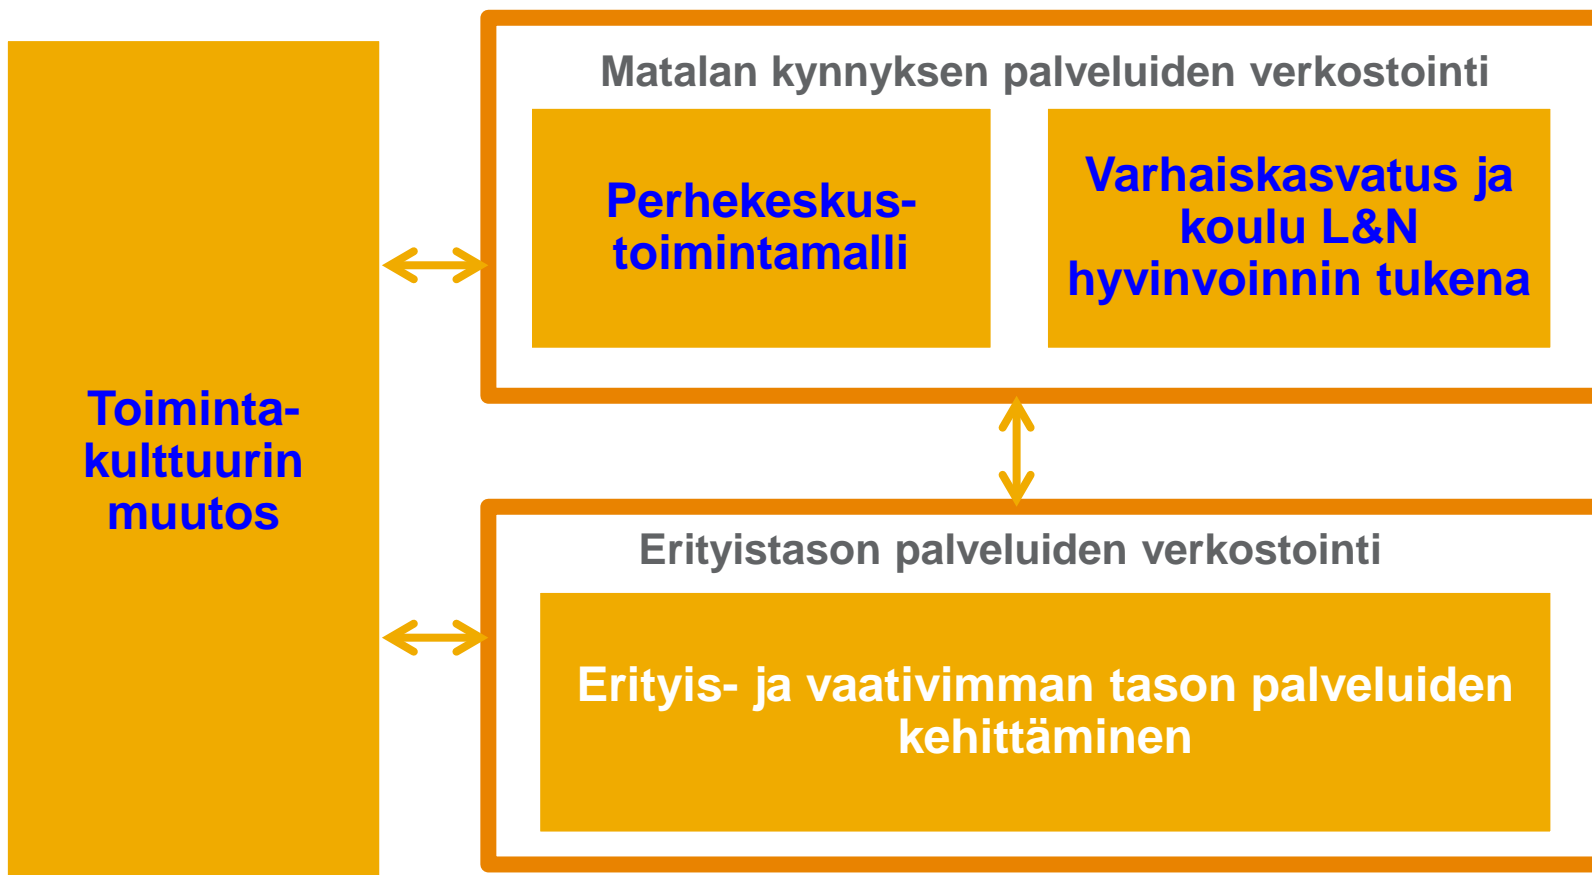 Matalan kynnyksen palveluiden verkostointi
Perhekeskus-
toimintamalli
Varhaiskasvatus ja
koulu L&N
hyvinvoinnin tukena
Toiminta-
kulttuurin
muutos
Erityistason palveluiden verkostointi
Erityis- ja vaativimman tason palveluiden
kehittäminen